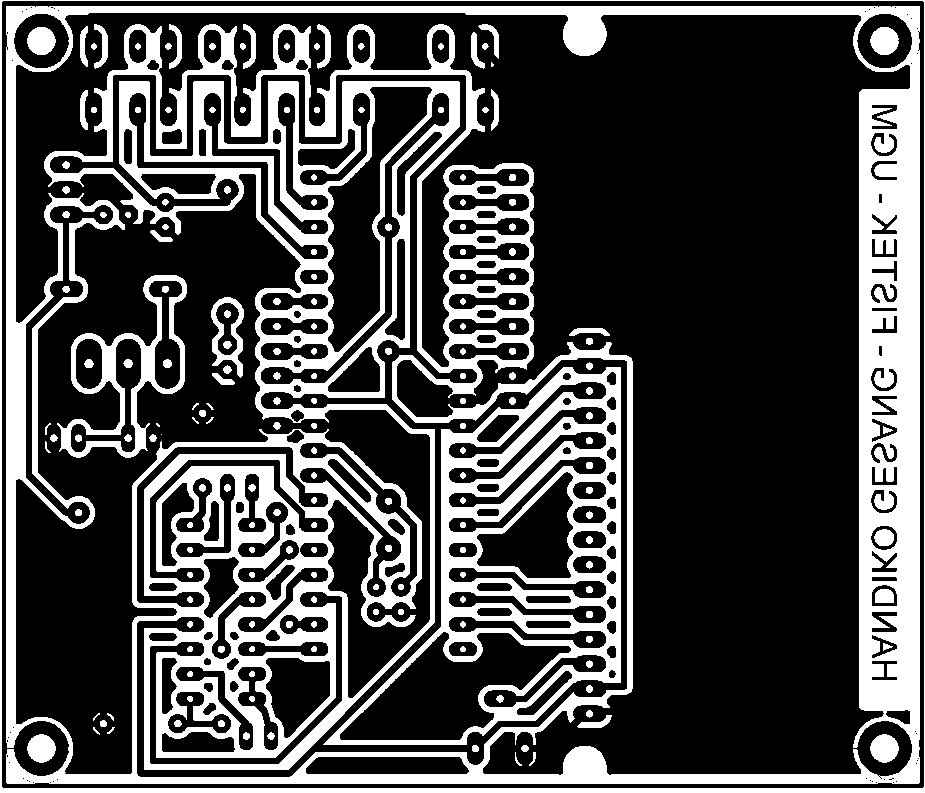 HANDIKO GESANG - FISTEK - UGM